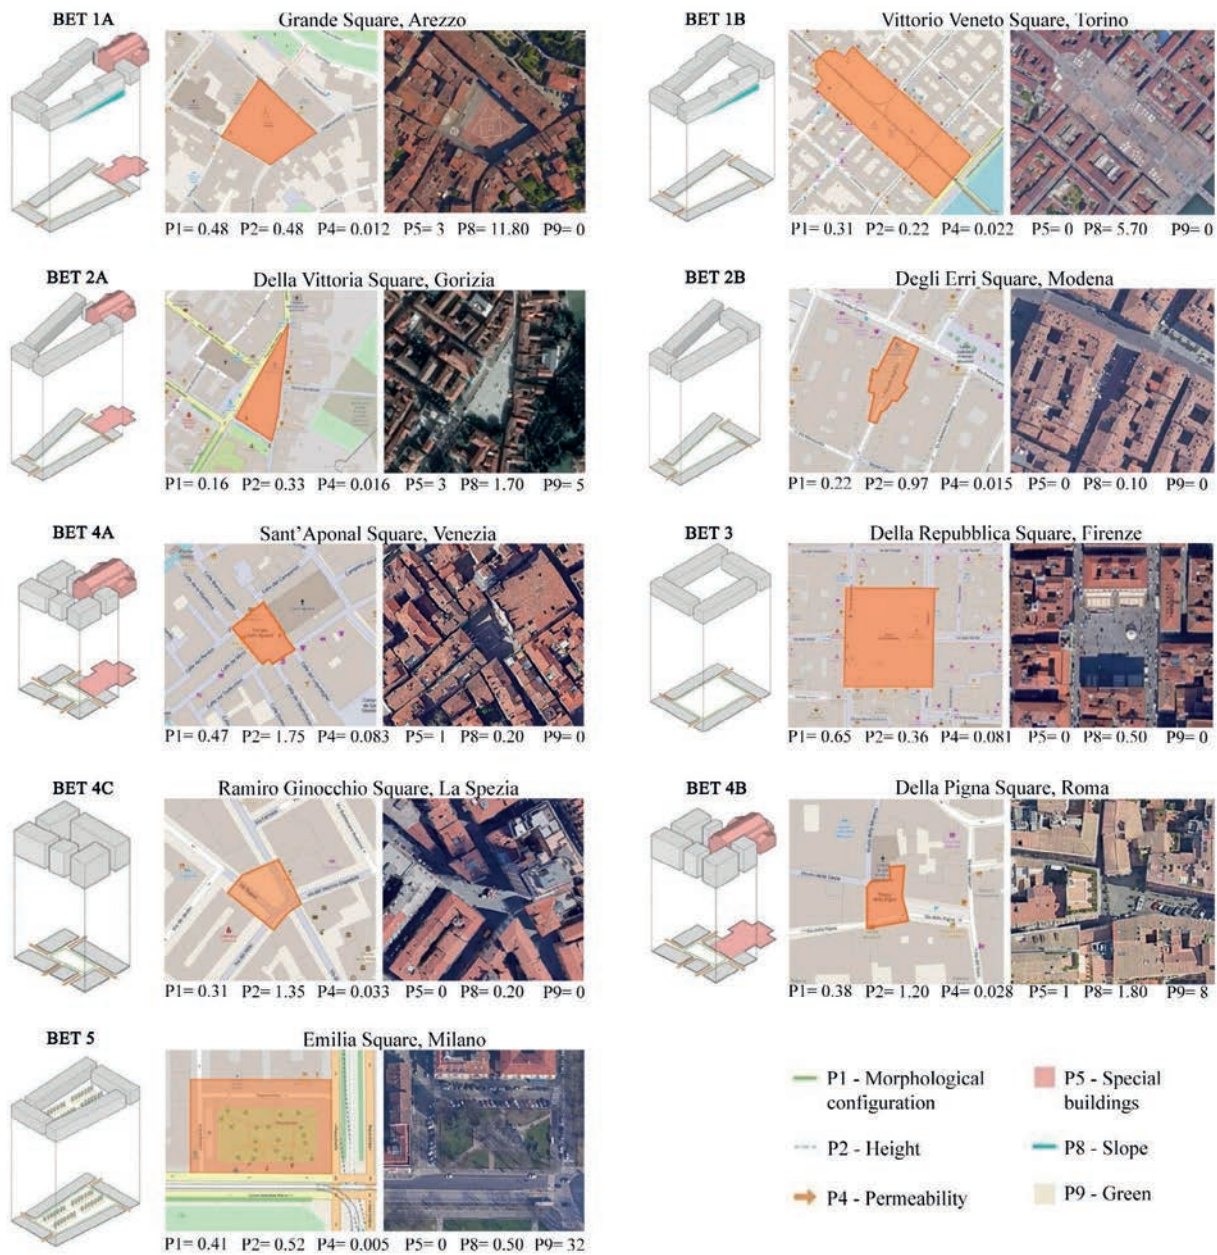 BET 1A
Grande Square, Arezzo
P1= 0.48 P2= 0.48 P4= 0.012 P5= 3 P8= 11.80 P9= 0
BET 1B
Vittorio Veneto Square, Torino
P1= 0.31 P2= 0.22 P4= 0.022 P5= 0 P8= 5.70 P9= 0
BET 2A
Della Vittoria Square, Gorizia
P1= 0.16 P2= 0.33 P4= 0.016 P5= 3 P8= 1.70 P9= 5
BET 2B
Degli Erri Square, Modena
P1= 0.22 P2= 0.97 P4= 0.015 P5= 0 P8= 0.10 P9= 0
BET 4A
Sant'Aponal Square, Venezia
P1= 0.47 P2= 1.75 P4= 0.083 P5= 1 P8= 0.20 P9= 0
BET 3
Della Repubblica Square, Firenze
P1= 0.65 P2= 0.36 P4= 0.081 P5= 0 P8= 0.50 P9= 0
BET 4C
Ramiro Ginocchio Square, La Spezia
P1= 0.31 P2= 1.35 P4= 0.033 P5= 0 P8= 0.20 P9= 0
BET 4B
Della Pigna Square, Roma
P1= 0.38 P2= 1.20 P4= 0.028 P5= 1 P8= 1.80 P9= 8
BET 5
Emilia Square, Milano
P1= 0.41 P2= 0.52 P4= 0.005 P5= 0 P8= 0.50 P9= 32
P1 - Morphological
configuration
P2 - Height
P4 - Permeability
P5 - Special
buildings
P8 - Slope
P9 - Green